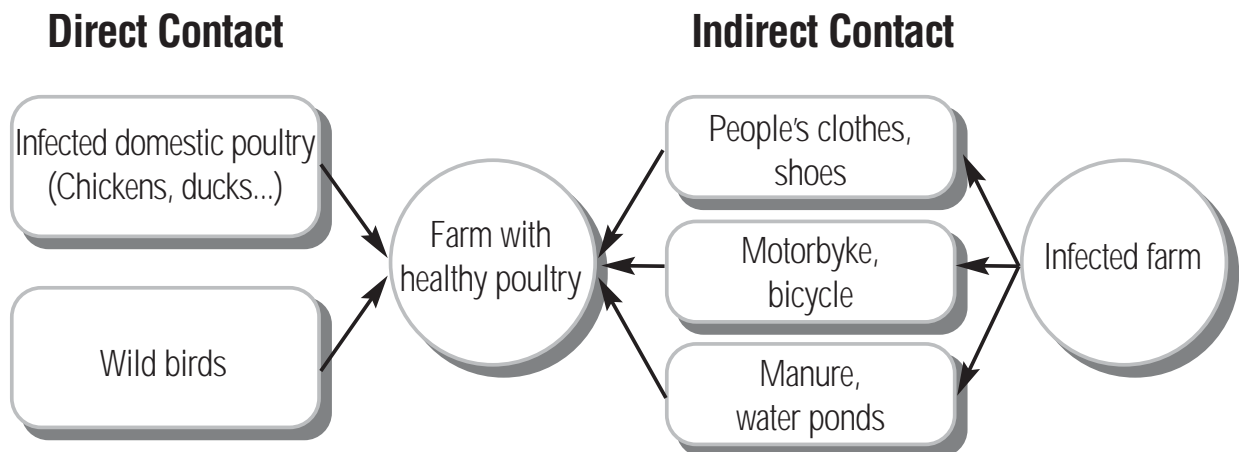 Direct Contact
Indirect Contact
Infected domestic poultry
(Chickens, ducks...)
Wild birds
Farm with
healthy poultry
People's clothes,
shoes
Motorbyke,
bicycle
Manure,
water ponds
Infected farm